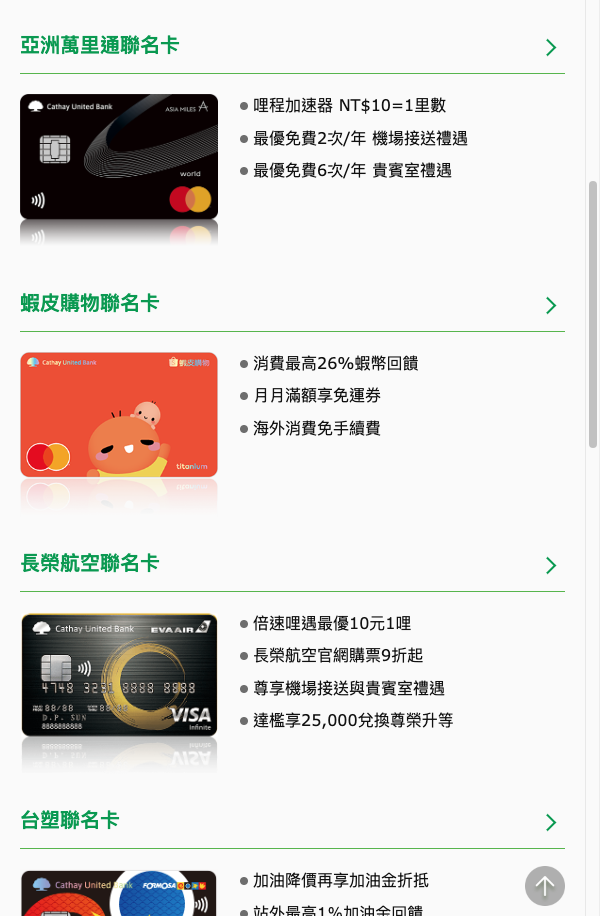 亞洲萬里通聯名卡
Cathay United Bank
ASIA MILES
world
哩程加速器 NT$10=1里數
最優免費2次/年 機場接送禮遇
最優免費6次/年 貴賓室禮遇
蝦皮購物聯名卡
Cathay United Bank
蝦皮購物
titanium
消費最高26%蝦幣回饋
月月滿額享免運券
海外消費免手續費
長榮航空聯名卡
Cathay United Bank
EVA AIR
4748 3230 8888 8888
88/88
D.P. SUN
8888888888
VISA
Infinite
倍速哩遇最優10元1哩
長榮航空官網購票9折起
尊享機場接送與貴賓室禮遇
達檻享25,000兌換尊榮升等
台塑聯名卡
Cathay United Bank
FORMOSA
加油降價再享加油金折抵
站外最高1%加油金回饋